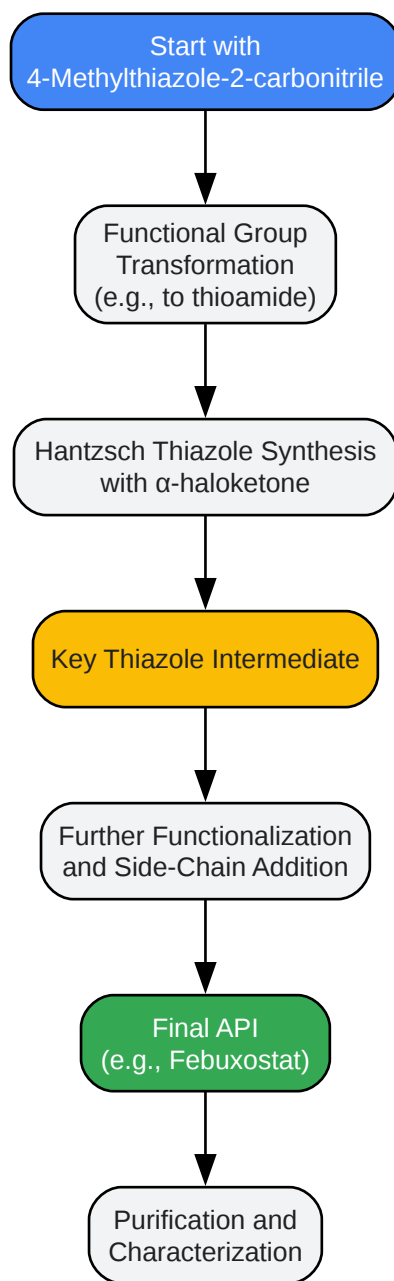 Start with
4-Methylthiazole-2-carbonitrile
Functional Group
Transformation
(e.g., to thioamide)
Hantzsch Thiazole Synthesis
with α-haloketone
Key Thiazole Intermediate
Further Functionalization
and Side-Chain Addition
Final API
(e.g., Febuxostat)
Purification and
Characterization